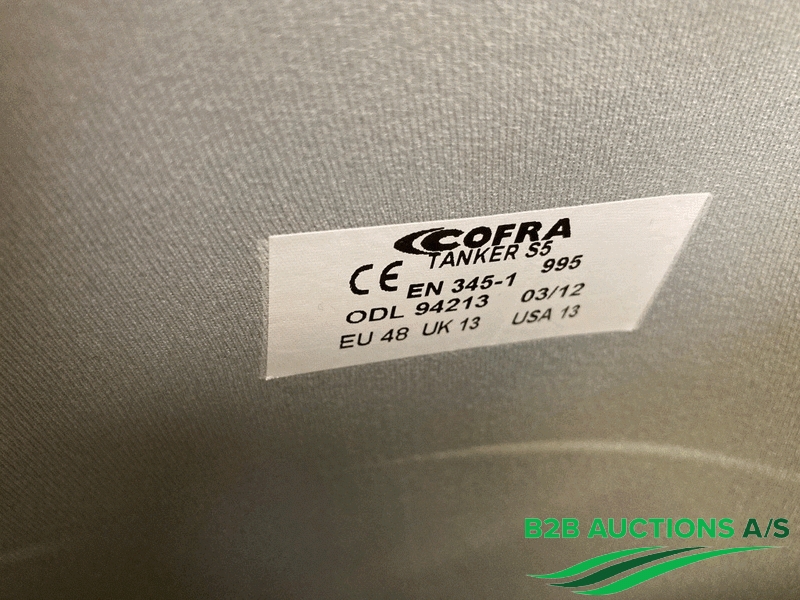 COFRA
TANKER S5
CE EN 345-1 995
ODL 94213 03/12
EU 48 UK 13 USA 13
B2B AUCTIONS A/S